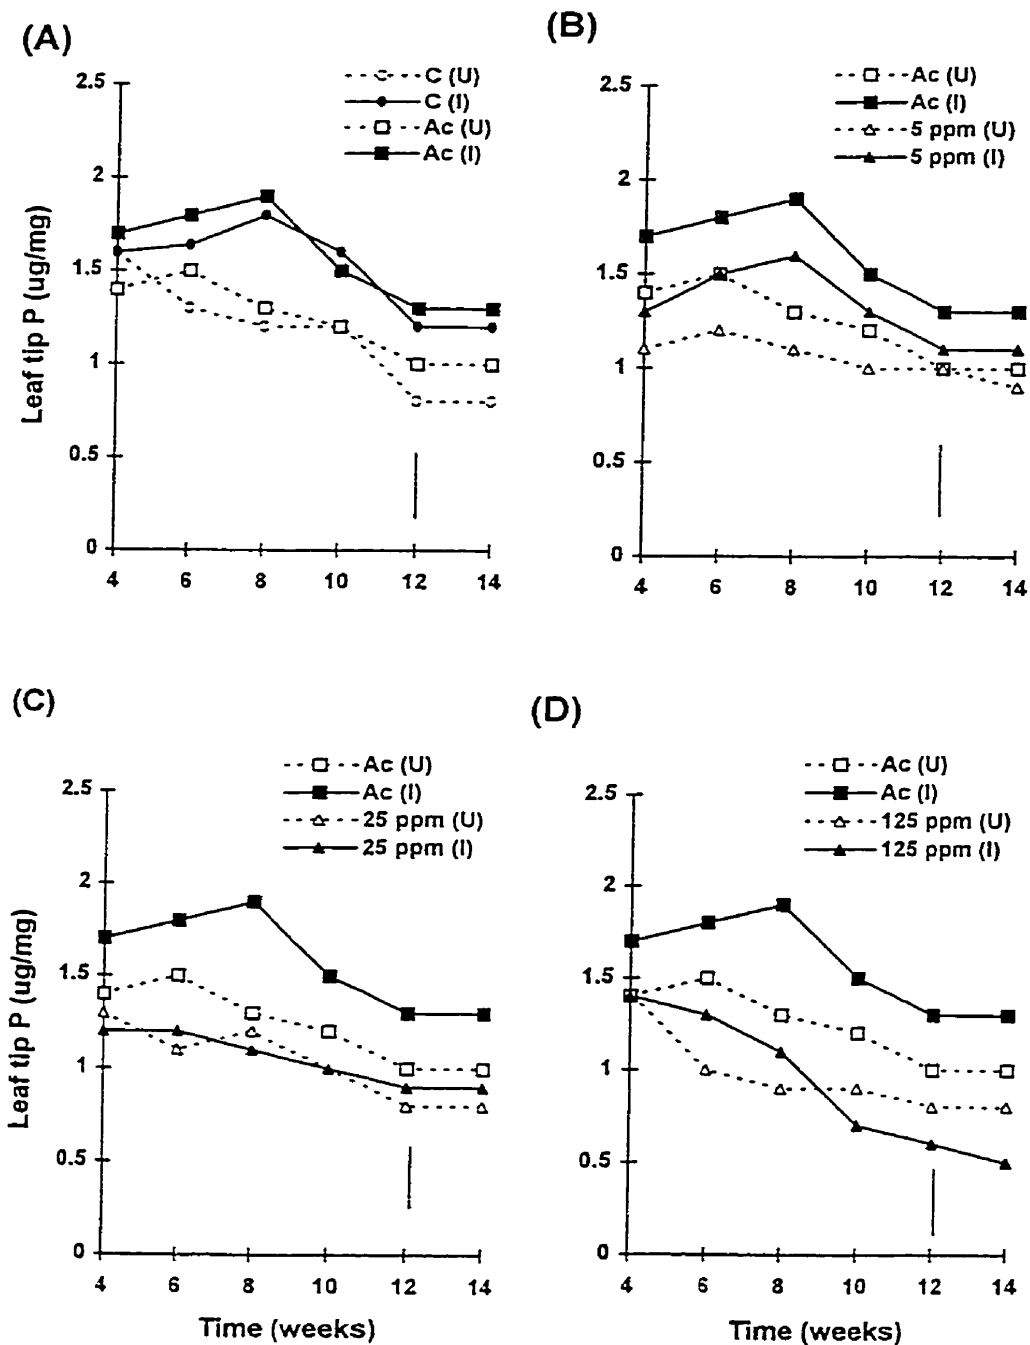 (A)
C (U)
C (I)
Ac (U)
Ac (I)
Leaf tip P (ug/mg)
2.5
2
1.5
1
0.5
0
4 6 8 10 12 14
(B)
Ac (U)
Ac (I)
5 ppm (U)
5 ppm (I)
2.5
2
1.5
1
0.5
0
4 6 8 10 12 14
(C)
Ac (U)
Ac (I)
25 ppm (U)
25 ppm (I)
Leaf tip P (ug/mg)
2.5
2
1.5
1
0.5
0
4 6 8 10 12 14
Time (weeks)
(D)
Ac (U)
Ac (I)
125 ppm (U)
125 ppm (I)
2.5
2
1.5
1
0.5
0
4 6 8 10 12 14
Time (weeks)